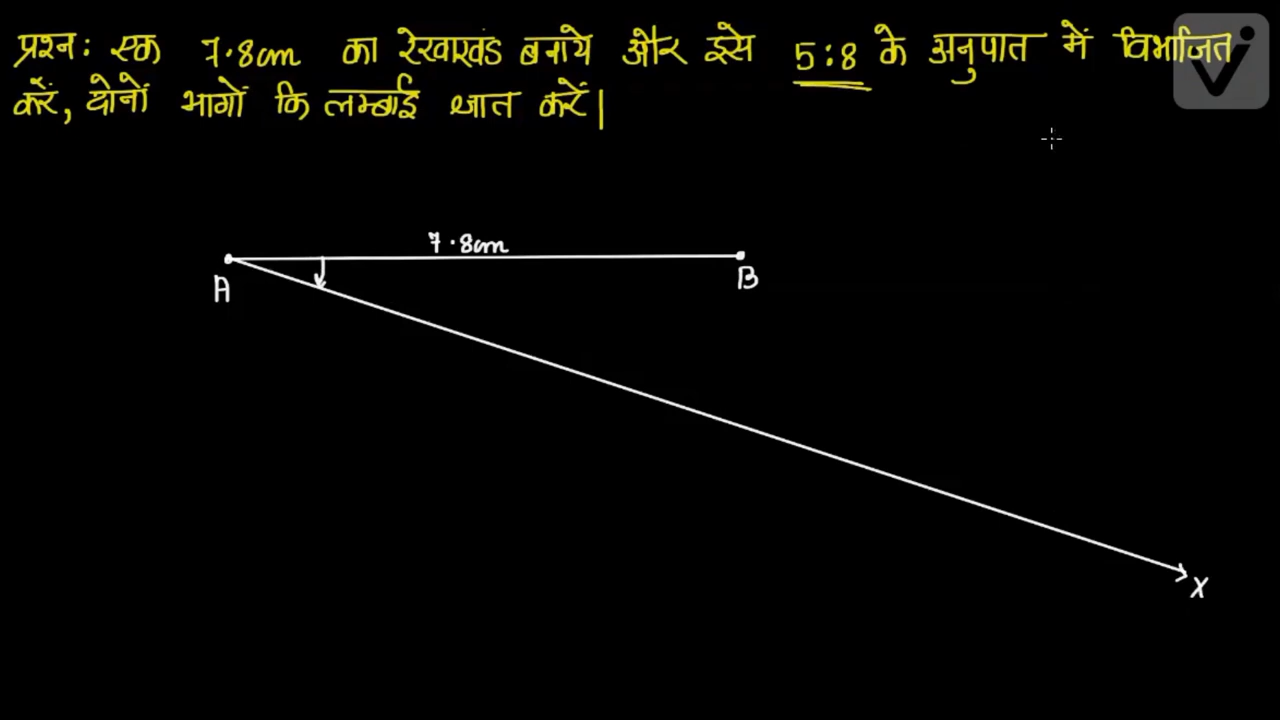 प्रश्न: एक 7.8cm का रेखाखंड बनाये और इसे 5:8 के अनुपात में विभाजित
करें, दोनों भागों कि लम्बाई ज्ञात करें|
7.8cm
A
B
X